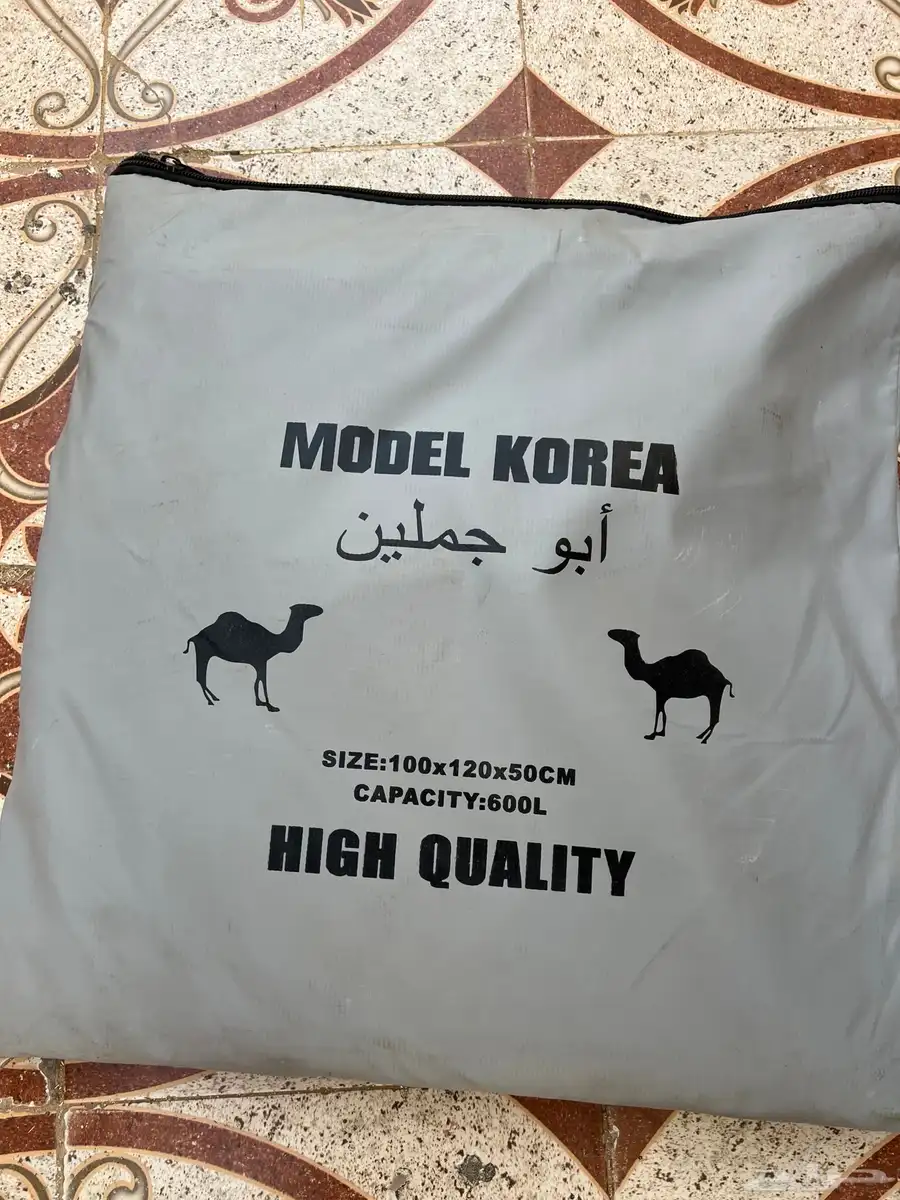 MODEL KOREA
أبو جملين
SIZE:100x120x50CM
CAPACITY:600L
HIGH QUALITY